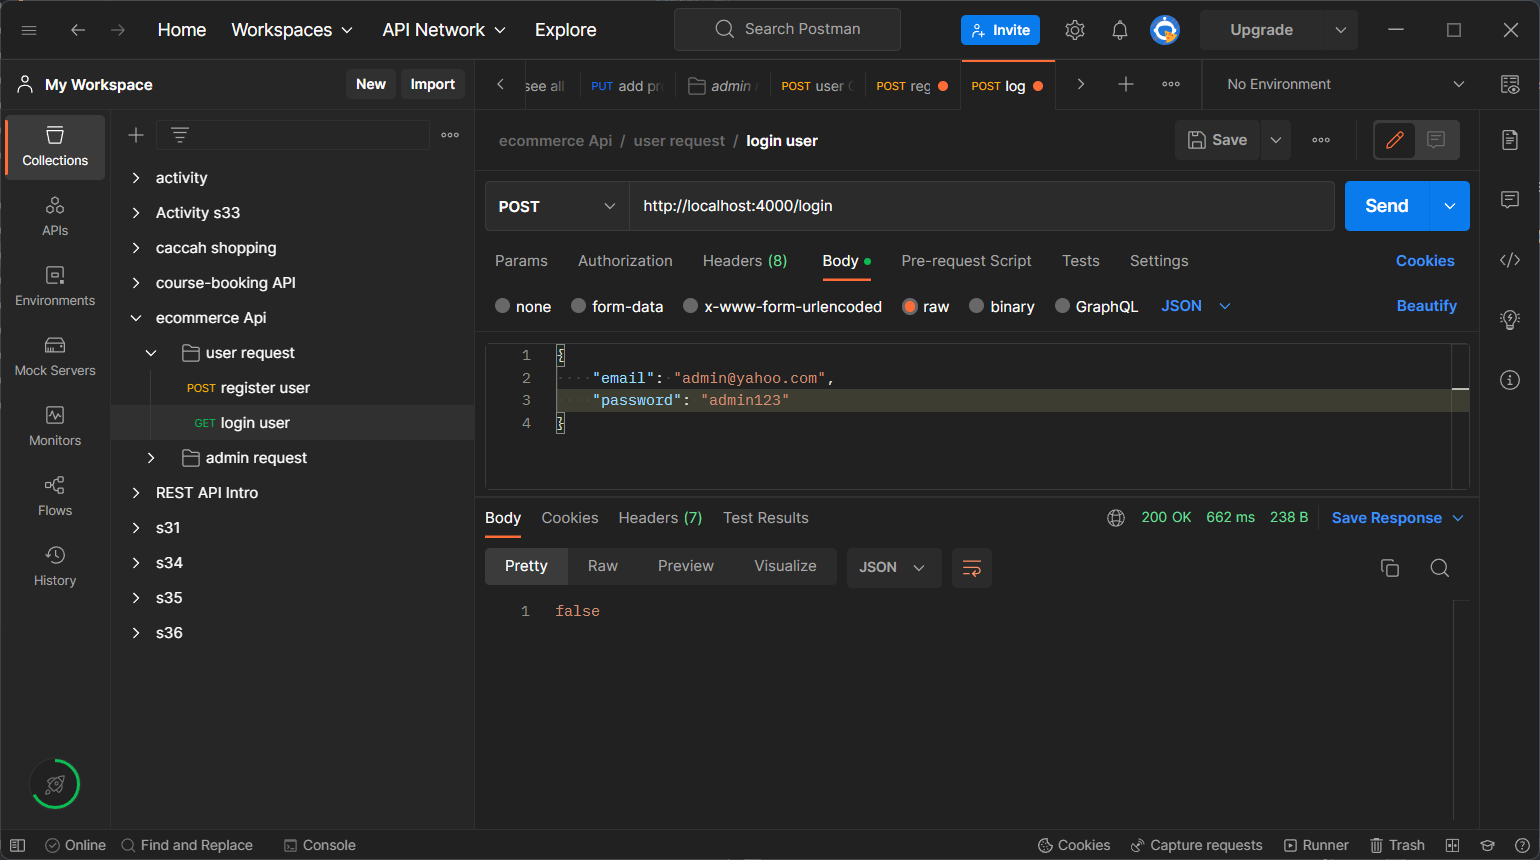 Home Workspaces API Network Explore Search Postman Invite Upgrade
My Workspace New Import
see all PUT add pr admin POST user POST reg POST log No Environment
Collections
APIs
Environments
Mock Servers
Monitors
Flows
History
activity
Activity s33
caccah shopping
course-booking API
ecommerce Api
user request
POST register user
GET login user
admin request
REST API Intro
s31
s34
s35
s36
ecommerce Api / user request / login user Save
POST http://localhost:4000/login Send
Params Authorization Headers (8) Body Pre-request Script Tests Settings Cookies
none form-data x-www-form-urlencoded raw binary GraphQL JSON Beautify
1 {
2 "email": "admin@yahoo.com",
3 "password": "admin123"
4 }
Body Cookies Headers (7) Test Results 200 OK 662 ms 238 B Save Response
Pretty Raw Preview Visualize JSON
1 false
Online Find and Replace Console Cookies Capture requests Runner Trash